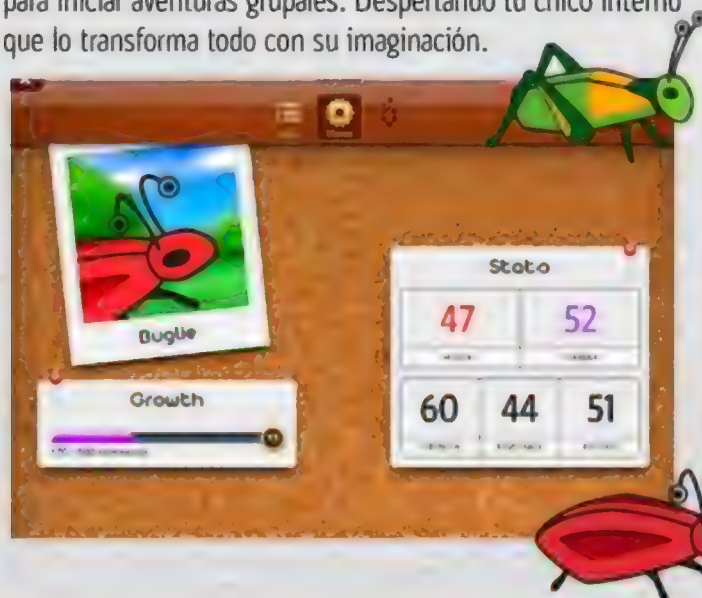 para iniciar aventuras grupales. Despertando tu chico interno
que lo transforma todo con su imaginación.
Buglie
Growth
Stats
47 52
60 44 51